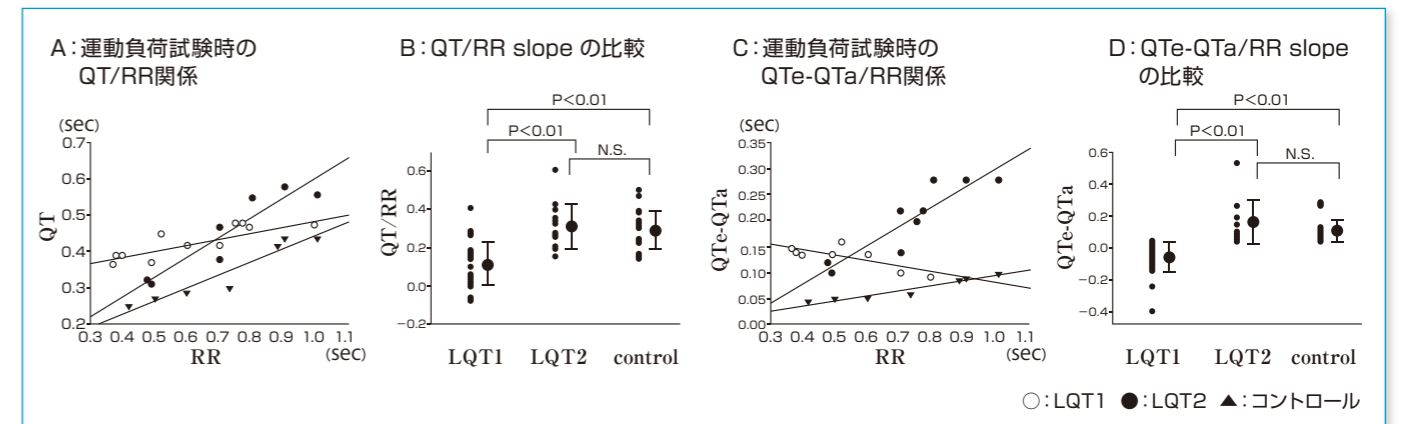 A：運動負荷試験時の
QT/RR関係
(sec)
0.7
0.6
0.5
0.4
0.3
0.2
QT
0.3 0.4 0.5 0.6 0.7 0.8 0.9 1.0 1.1
RR
(sec)
B：QT/RR slope の比較
P<0.01
P<0.01
N.S.
0.6
0.4
0.2
0.0
−0.2
QT/RR
LQT1 LQT2 control
C：運動負荷試験時の
QTe-QTa/RR関係
(sec)
0.35
0.30
0.25
0.20
0.15
0.10
0.05
0.00
QTe-QTa
0.3 0.4 0.5 0.6 0.7 0.8 0.9 1.0 1.1
RR
(sec)
D：QTe-QTa/RR slope
の比較
P<0.01
P<0.01
N.S.
0.6
0.4
0.2
0.0
−0.2
−0.4
QTe-QTa
LQT1 LQT2 control
○：LQT1 ●：LQT2 ▲：コントロール